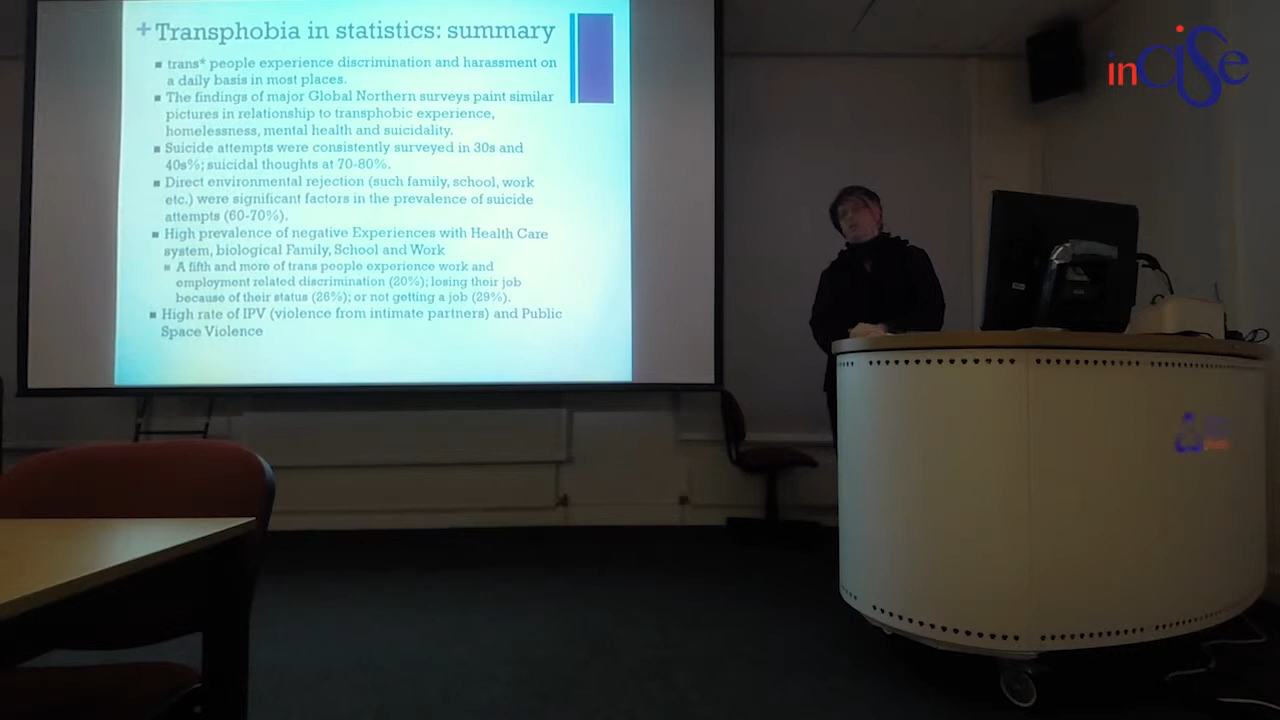 + Transphobia in statistics: summary
▪ trans* people experience discrimination and harassment on
a daily basis in most places.
▪ The findings of major Global Northern surveys paint similar
pictures in relationship to transphobic experience,
homelessness, mental health and suicidality.
▪ Suicide attempts were consistently surveyed in 30s and
40s%; suicidal thoughts at 70-80%.
▪ Direct environmental rejection (such family, school, work
etc.) were significant factors in the prevalence of suicide
attempts (60-70%).
▪ High prevalence of negative Experiences with Health Care
system, biological Family, School and Work
▪ A fifth and more of trans people experience work and
employment related discrimination (20%); losing their job
because of their status (26%); or not getting a job (29%).
▪ High rate of IPV (violence from intimate partners) and Public
Space Violence
inCiSe